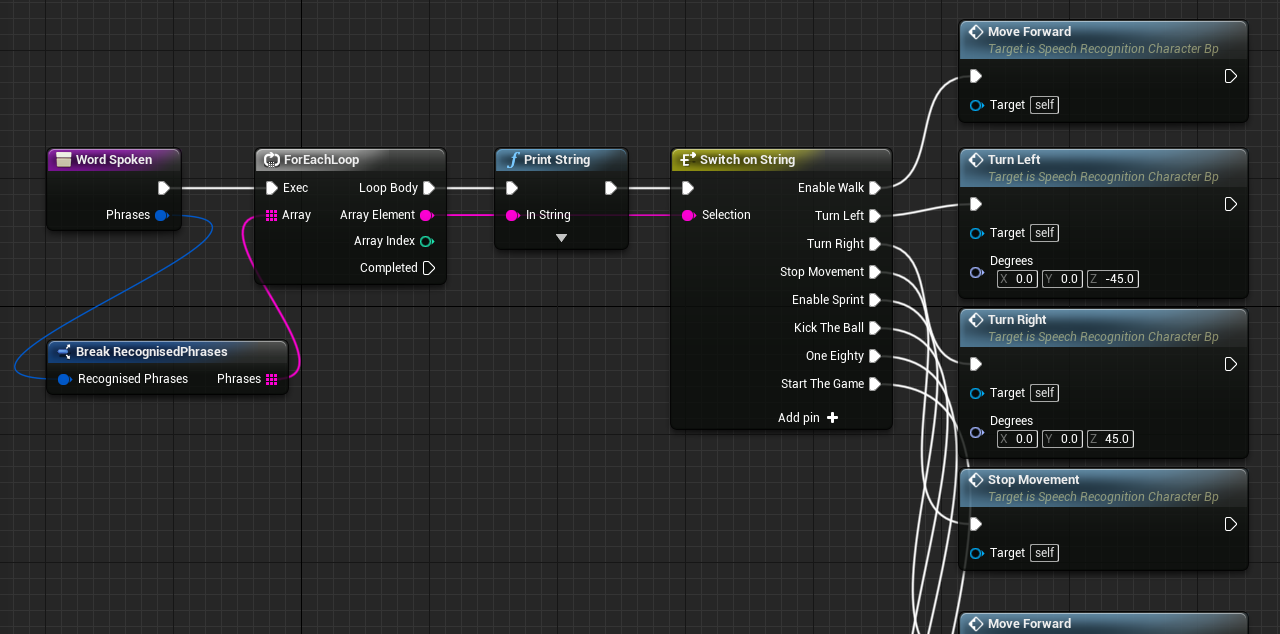 Word Spoken
Phrases
Break RecognisedPhrases
Recognised Phrases Phrases
ForEachLoop
Exec Loop Body
Array Array Element
Array Index
Completed
f Print String
In String
Switch on String
Enable Walk
Selection Turn Left
Turn Right
Stop Movement
Enable Sprint
Kick The Ball
One Eighty
Start The Game
Add pin
Move Forward
Target is Speech Recognition Character Bp
Target self
Turn Left
Target is Speech Recognition Character Bp
Target self
Degrees
X 0.0 Y 0.0 Z -45.0
Turn Right
Target is Speech Recognition Character Bp
Target self
Degrees
X 0.0 Y 0.0 Z 45.0
Stop Movement
Target is Speech Recognition Character Bp
Target self
Move Forward